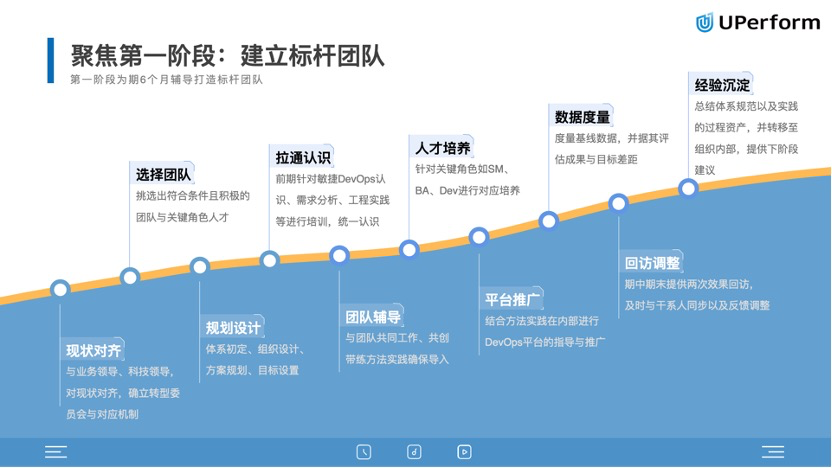 UPerform
聚焦第一阶段：建立标杆团队
第一阶段为期6个月辅导打造标杆团队
现状对齐
与业务领导、科技领导，
对现状对齐，确立转型委
员会与对应机制
选择团队
挑选出符合条件且积极的
团队与关键角色人才
规划设计
体系初定、组织设计、
方案规划、目标设置
拉通认识
前期针对敏捷DevOps认
识、需求分析、工程实践
等进行培训，统一认识
团队辅导
与团队共同工作、共创
带练方法实践确保导入
人才培养
针对关键角色如SM、
BA、Dev进行对应培养
平台推广
结合方法实践在内部进行
DevOps平台的指导与推广
数据度量
度量基线数据，并据其评
估成果与目标差距
回访调整
期中期末提供两次效果回访，
及时与干系人同步以及反馈调整
经验沉淀
总结体系规范以及实践
的过程资产，并转移至
组织内部，提供下阶段
建议